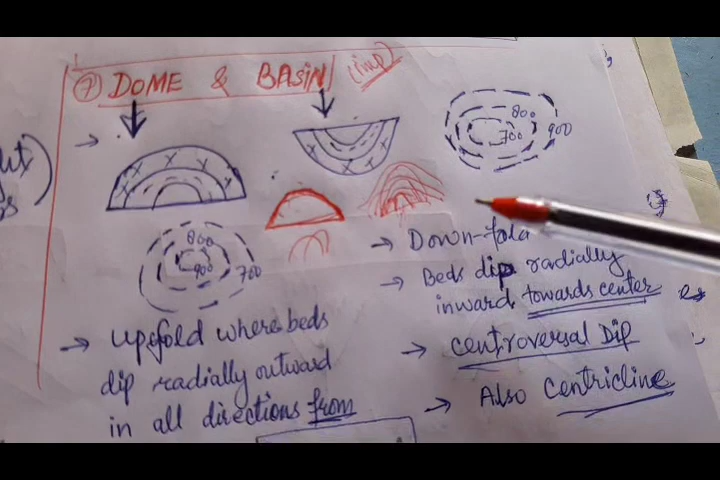 ⑦ DOME & BASIN (imp)
800
700
900
800
900
700
→ Down-fold
→ Beds dip radially
inward towards center
→ centroversal Dip
→ Also Centricline
→ upfold where beds
dip radially outward
in all directions from